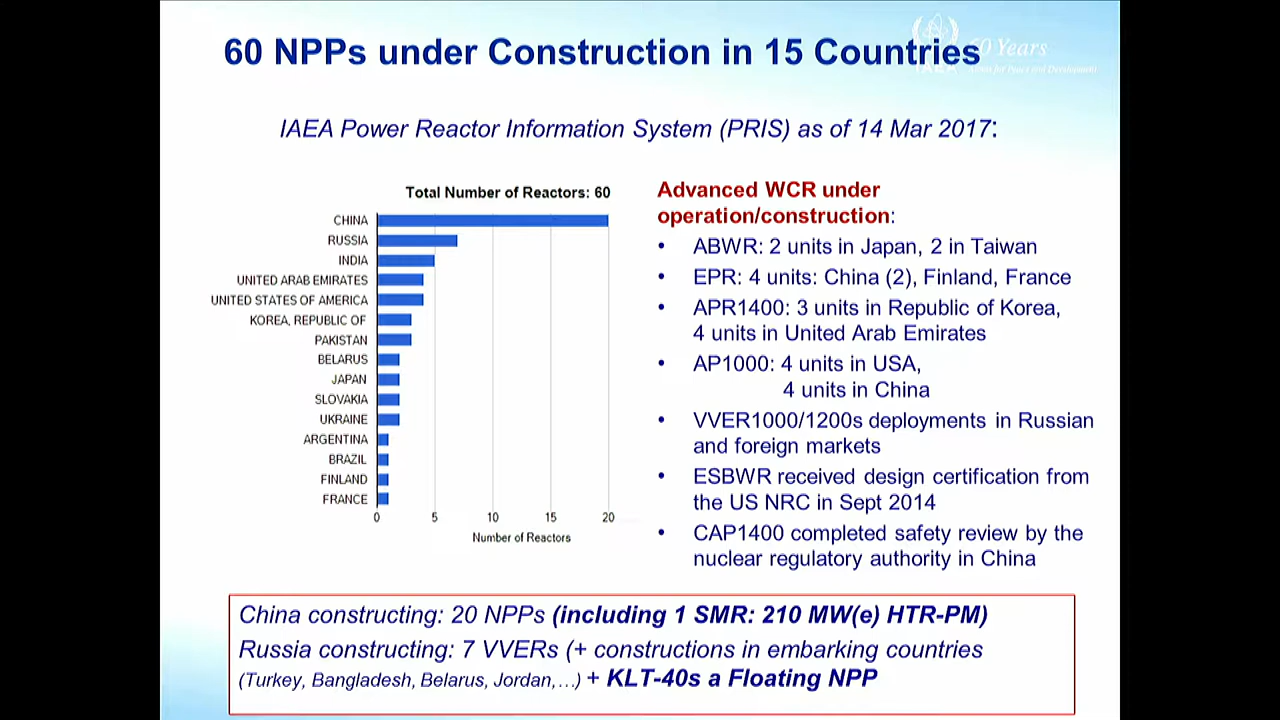 60 NPPs under Construction in 15 Countries
60 Years
IAEA Power Reactor Information System (PRIS) as of 14 Mar 2017:
Total Number of Reactors: 60
CHINA
RUSSIA
INDIA
UNITED ARAB EMIRATES
UNITED STATES OF AMERICA
KOREA, REPUBLIC OF
PAKISTAN
BELARUS
JAPAN
SLOVAKIA
UKRAINE
ARGENTINA
BRAZIL
FINLAND
FRANCE
0 5 10 15 20
Number of Reactors
Advanced WCR under
operation/construction:
• ABWR: 2 units in Japan, 2 in Taiwan
• EPR: 4 units: China (2), Finland, France
• APR1400: 3 units in Republic of Korea,
4 units in United Arab Emirates
• AP1000: 4 units in USA,
4 units in China
• VVER1000/1200s deployments in Russian
and foreign markets
• ESBWR received design certification from
the US NRC in Sept 2014
• CAP1400 completed safety review by the
nuclear regulatory authority in China
China constructing: 20 NPPs (including 1 SMR: 210 MW(e) HTR-PM)
Russia constructing: 7 VVERs (+ constructions in embarking countries
(Turkey, Bangladesh, Belarus, Jordan,…) + KLT-40s a Floating NPP